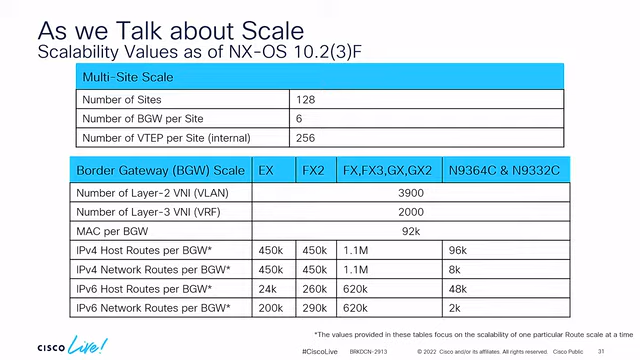 As we Talk about Scale
Scalability Values as of NX-OS 10.2(3)F
Multi-Site Scale
Number of Sites 128
Number of BGW per Site 6
Number of VTEP per Site (internal) 256
Border Gateway (BGW) Scale EX FX2 FX,FX3,GX,GX2 N9364C & N9332C
Number of Layer-2 VNI (VLAN) 3900
Number of Layer-3 VNI (VRF) 2000
MAC per BGW 92k
IPv4 Host Routes per BGW* 450k 450k 1.1M 96k
IPv4 Network Routes per BGW* 450k 450k 1.1M 8k
IPv6 Host Routes per BGW* 24k 260k 620k 48k
IPv6 Network Routes per BGW* 200k 290k 620k 2k
*The values provided in these tables focus on the scalability of one particular Route scale at a time
CISCO Live! #CiscoLive BRKDCN-2913 © 2022 Cisco and/or its affiliates. All rights reserved. Cisco Public 31